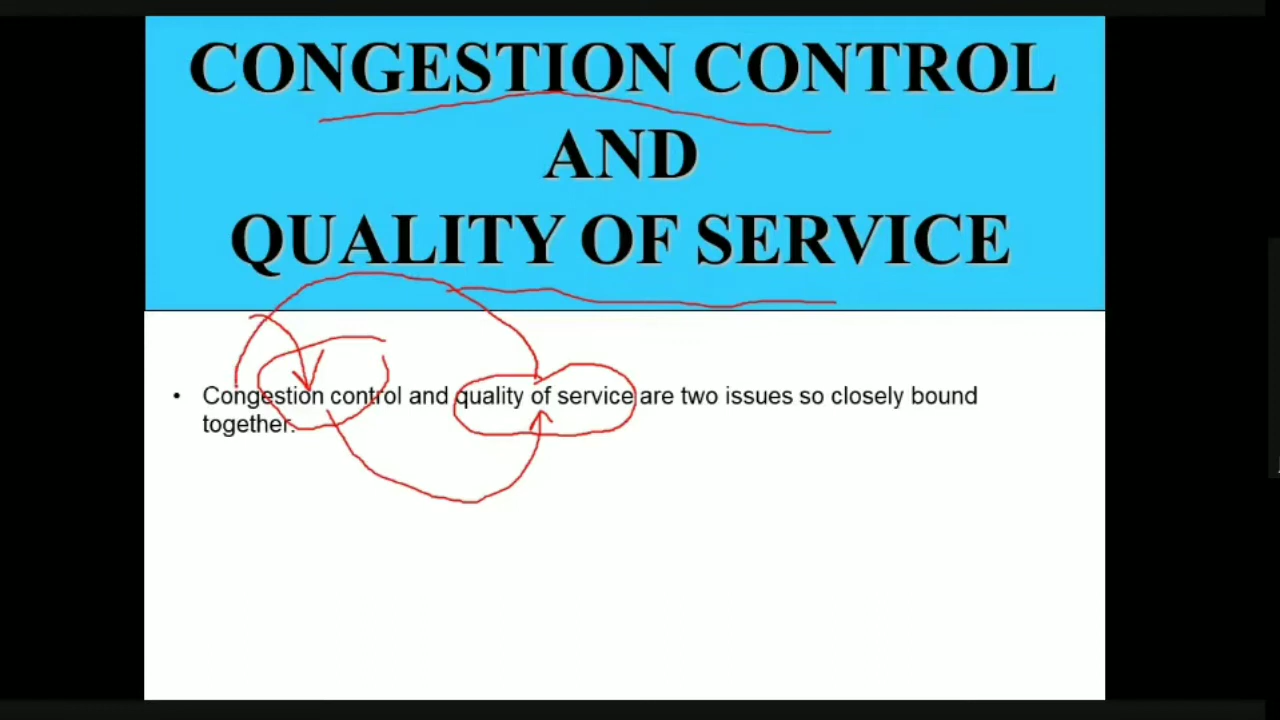 CONGESTION CONTROL
AND
QUALITY OF SERVICE
• Congestion control and quality of service are two issues so closely bound
together.